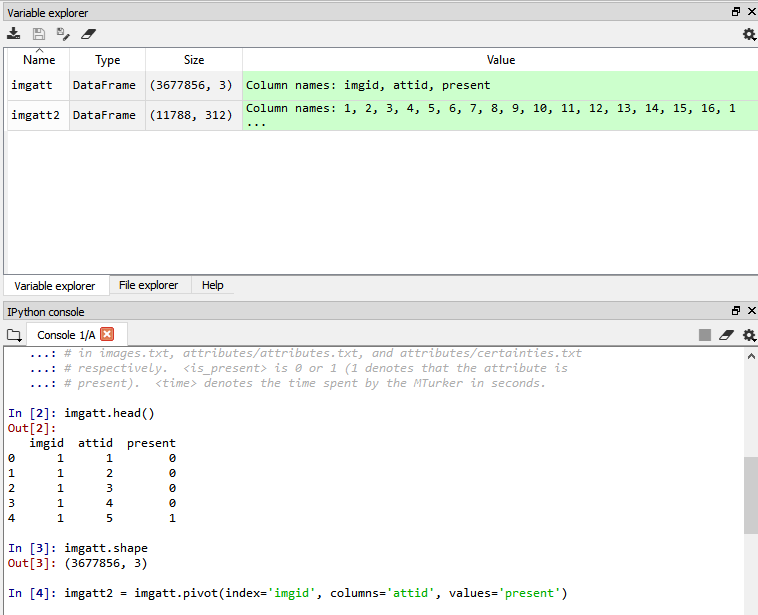 Variable explorer
Name Type Size Value
imgatt DataFrame (3677856, 3) Column names: imgid, attid, present
imgatt2 DataFrame (11788, 312) Column names: 1, 2, 3, 4, 5, 6, 7, 8, 9, 10, 11, 12, 13, 14, 15, 16, 1
...
Variable explorer File explorer Help
IPython console
Console 1/A
...: # in images.txt, attributes/attributes.txt, and attributes/certainties.txt
...: # respectively.  <is_present> is 0 or 1 (1 denotes that the attribute is
...: # present).  <time> denotes the time spent by the MTurker in seconds.
In [2]: imgatt.head()
Out[2]:
imgid attid present
0 1 1 0
1 1 2 0
2 1 3 0
3 1 4 0
4 1 5 1
In [3]: imgatt.shape
Out[3]: (3677856, 3)
In [4]: imgatt2 = imgatt.pivot(index='imgid', columns='attid', values='present')